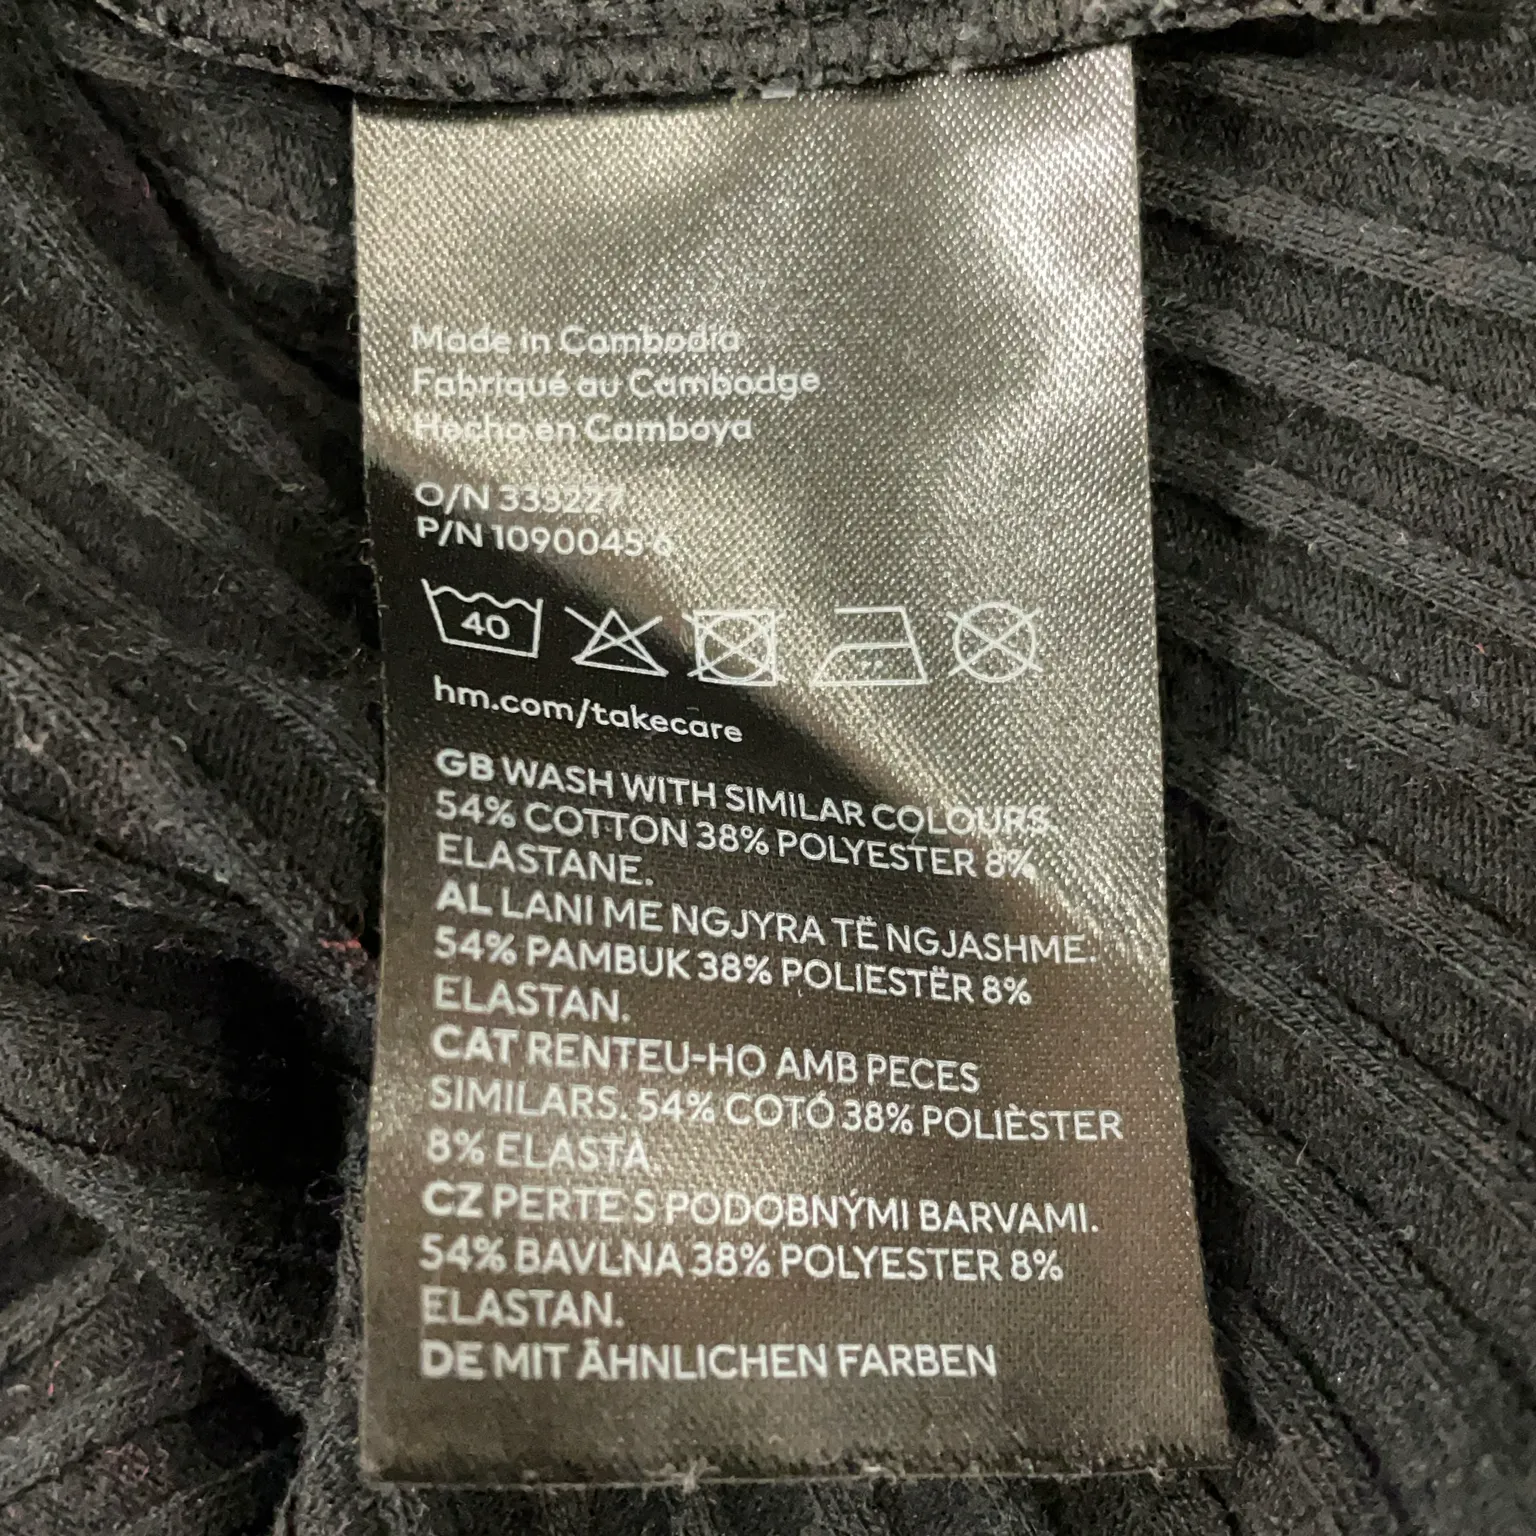 Made in Cambodia
Fabriqué au Cambodge
Hecho en Camboya
O/N 333227
P/N 1090045 6
40
hm.com/takecare
GB WASH WITH SIMILAR COLOURS.
54% COTTON 38% POLYESTER 8%
ELASTANE.
AL LANI ME NGJYRA TË NGJASHME.
54% PAMBUK 38% POLIESTËR 8%
ELASTAN.
CAT RENTEU-HO AMB PECES
SIMILARS. 54% COTÓ 38% POLIÈSTER
8% ELASTÀ.
CZ PERTE S PODOBNÝMI BARVAMI.
54% BAVLNA 38% POLYESTER 8%
ELASTAN.
DE MIT ÄHNLICHEN FARBEN